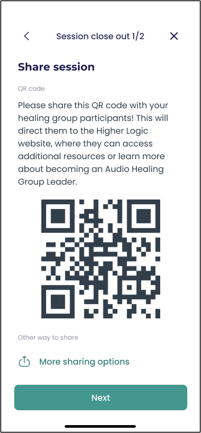 Session close out 1/2
Share session
QR code
Please share this QR code with your
healing group participants! This will
direct them to the Higher Logic
website, where they can access
additional resources or learn more
about becoming an Audio Healing
Group Leader.
Other way to share
More sharing options
Next